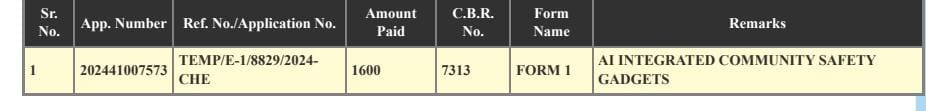 Sr. No. App. Number Ref. No./Application No. Amount Paid C.B.R. No. Form Name Remarks
1 202441007573 TEMP/E-1/8829/2024-CHE 1600 7313 FORM 1 AI INTEGRATED COMMUNITY SAFETY GADGETS